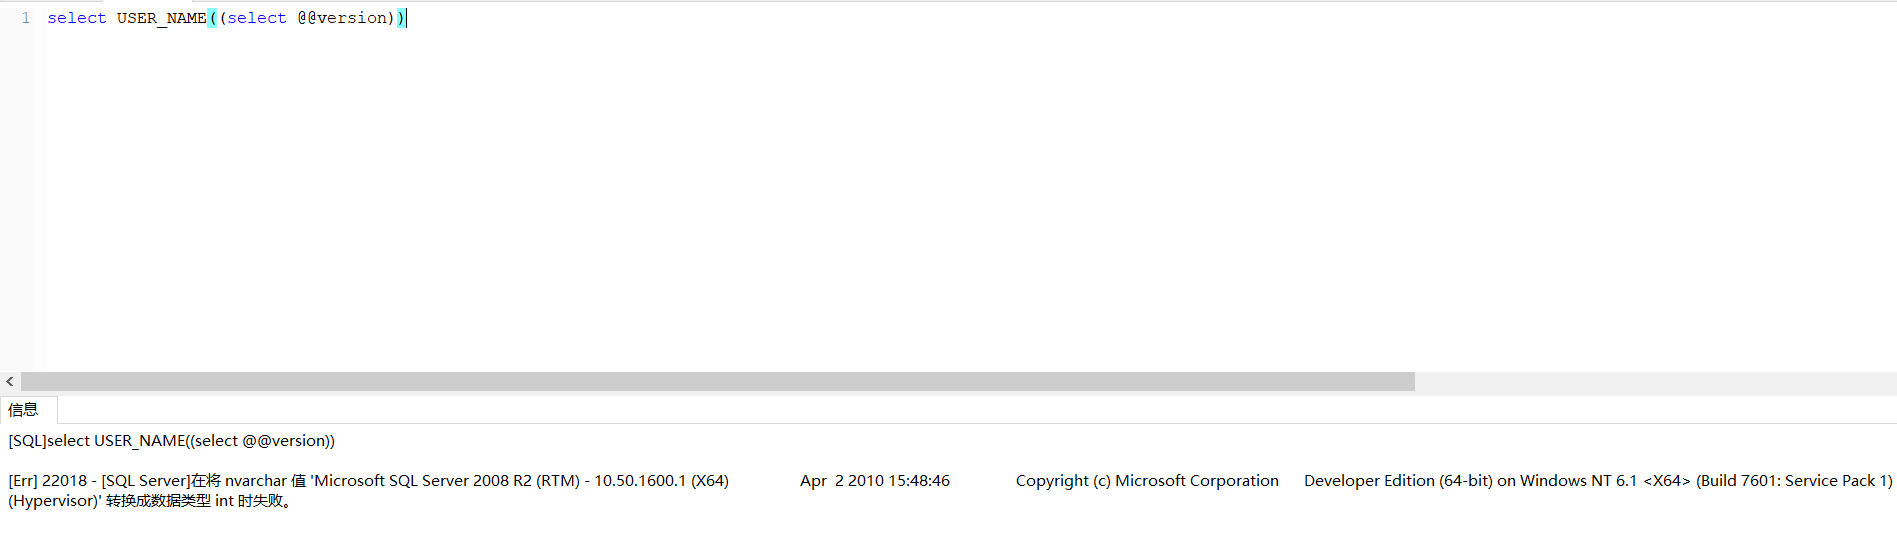 1 select USER_NAME((select @@version))
信息
[SQL]select USER_NAME((select @@version))
[Err] 22018 - [SQL Server]在将 nvarchar 值 'Microsoft SQL Server 2008 R2 (RTM) - 10.50.1600.1 (X64) Apr 2 2010 15:48:46 Copyright (c) Microsoft Corporation Developer Edition (64-bit) on Windows NT 6.1 <X64> (Build 7601: Service Pack 1)
(Hypervisor)' 转换成数据类型 int 时失败。